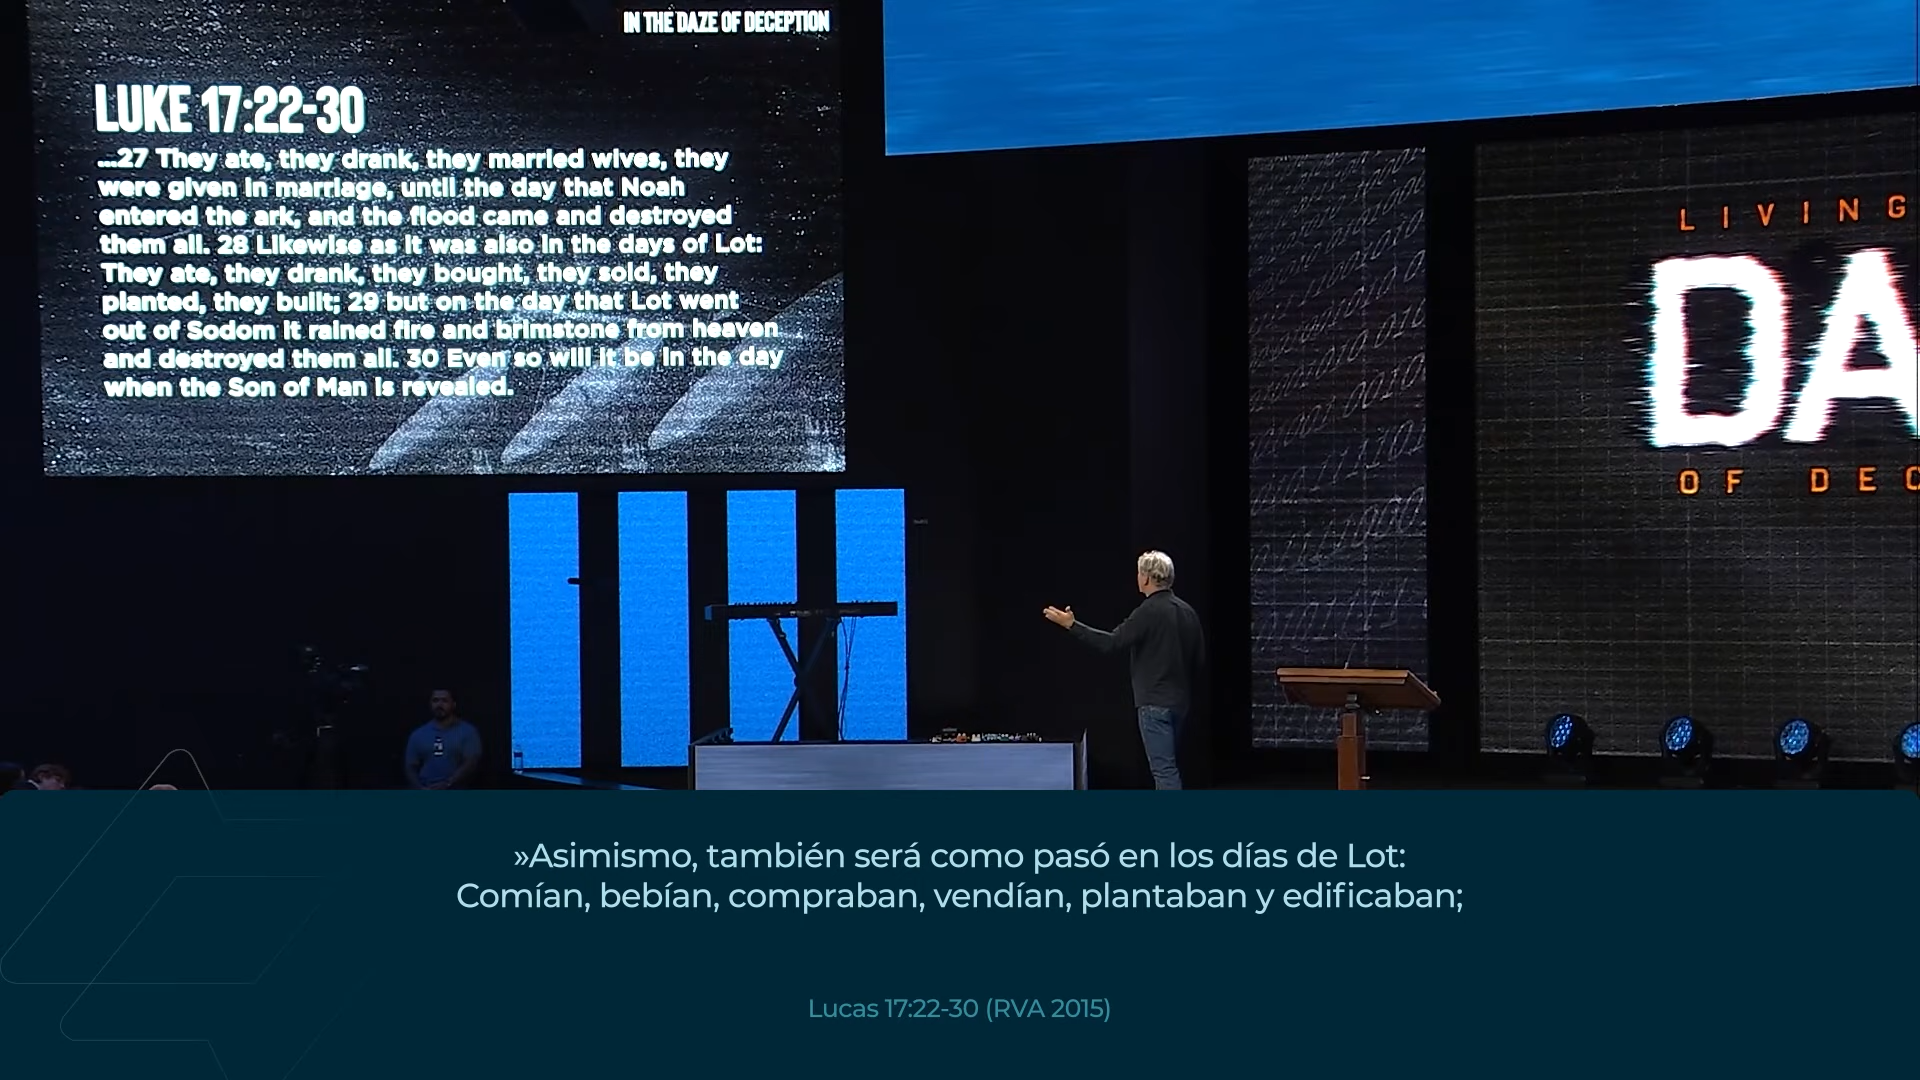 IN THE DAZE OF DECEPTION
LUKE 17:22-30
...27 They ate, they drank, they married wives, they
were given in marriage, until the day that Noah
entered the ark, and the flood came and destroyed
them all. 28 Likewise as it was also in the days of Lot:
They ate, they drank, they bought, they sold, they
planted, they built; 29 but on the day that Lot went
out of Sodom it rained fire and brimstone from heaven
and destroyed them all. 30 Even so will it be in the day
when the Son of Man is revealed.
LIVING
DA
OF DEC
»Asimismo, también será como pasó en los días de Lot:
Comían, bebían, compraban, vendían, plantaban y edificaban;
Lucas 17:22-30 (RVA 2015)